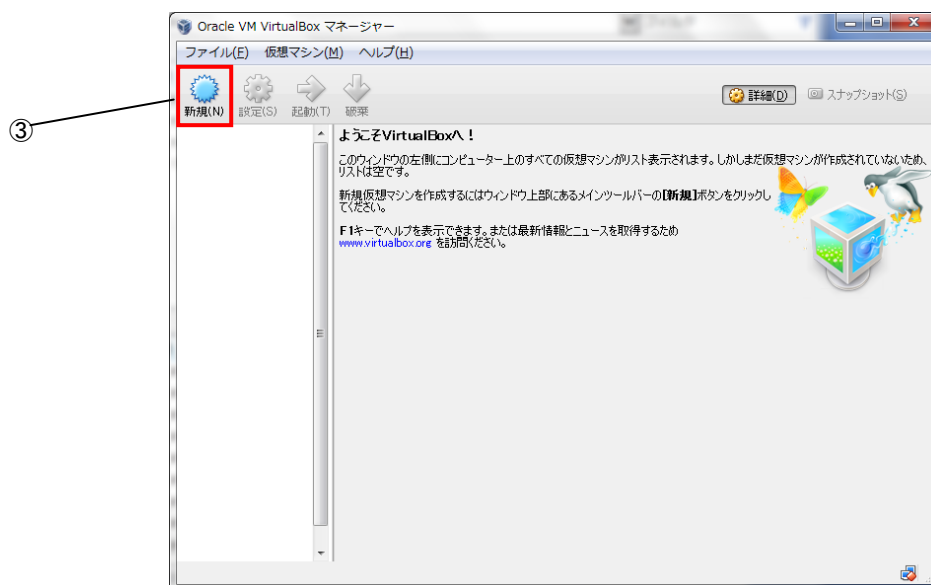 Oracle VM VirtualBox マネージャー
ファイル(F) 仮想マシン(M) ヘルプ(H)
新規(N) 設定(S) 起動(T) 破棄
詳細(D) スナップショット(S)
③
ようこそVirtualBoxへ！
このウィンドウの左側にコンピューター上のすべての仮想マシンがリスト表示されます。しかしまだ仮想マシンが作成されていないため、
リストは空です。
新規仮想マシンを作成するにはウィンドウ上部にあるメインツールバーの[新規]ボタンをクリックし
てください。
F1キーでヘルプを表示できます。または最新情報とニュースを取得するため
www.virtualbox.org を訪問ください。